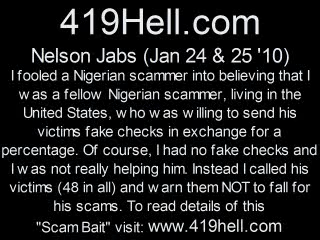 419Hell.com
Nelson Jabs (Jan 24 & 25 '10)
I fooled a Nigerian scammer into believing that I
was a fellow Nigerian scammer, living in the
United States, who was willing to send his
victims fake checks in exchange for a
percentage. Of course, I had no fake checks and
I was not really helping him. Instead I called his
victims (48 in all) and warn them NOT to fall for
his scams. To read details of this
"Scam Bait" visit: www.419hell.com